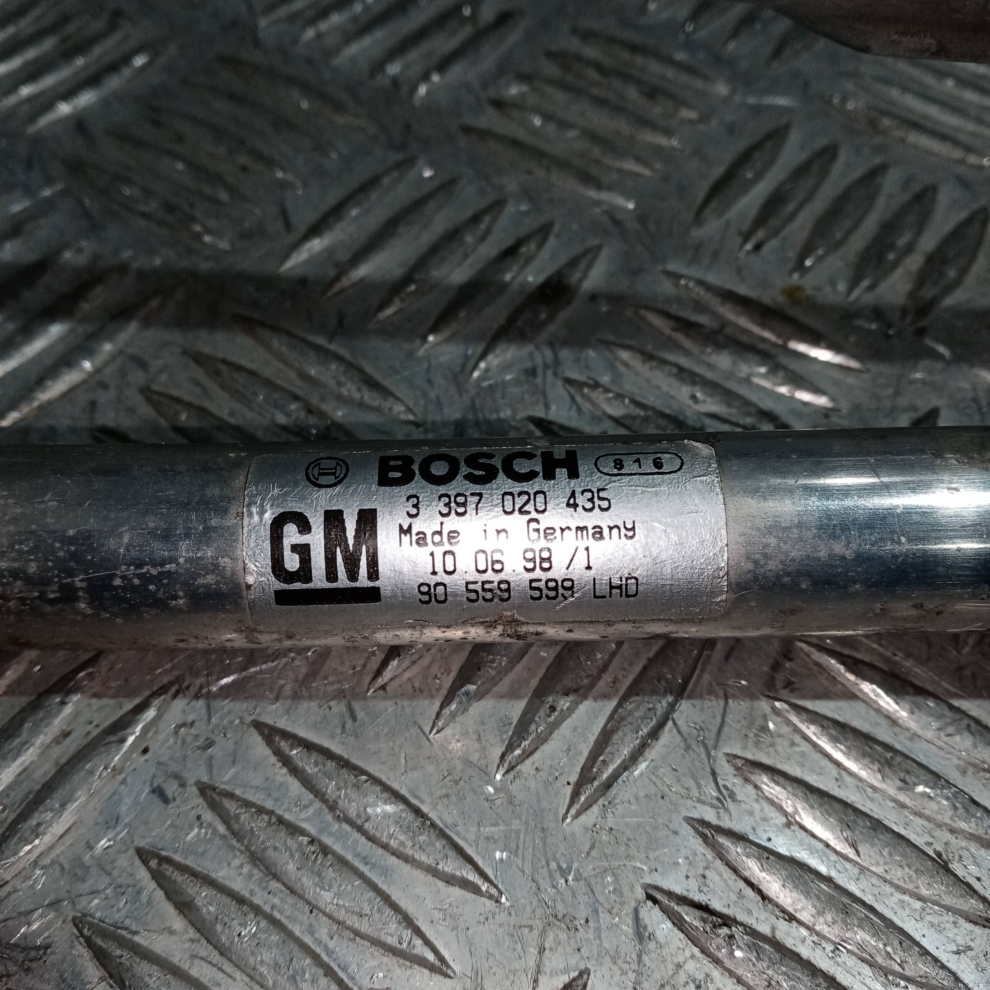 BOSCH 816
3 397 020 435
GM
Made in Germany
10.06.98 /1
90 559 599 LHD